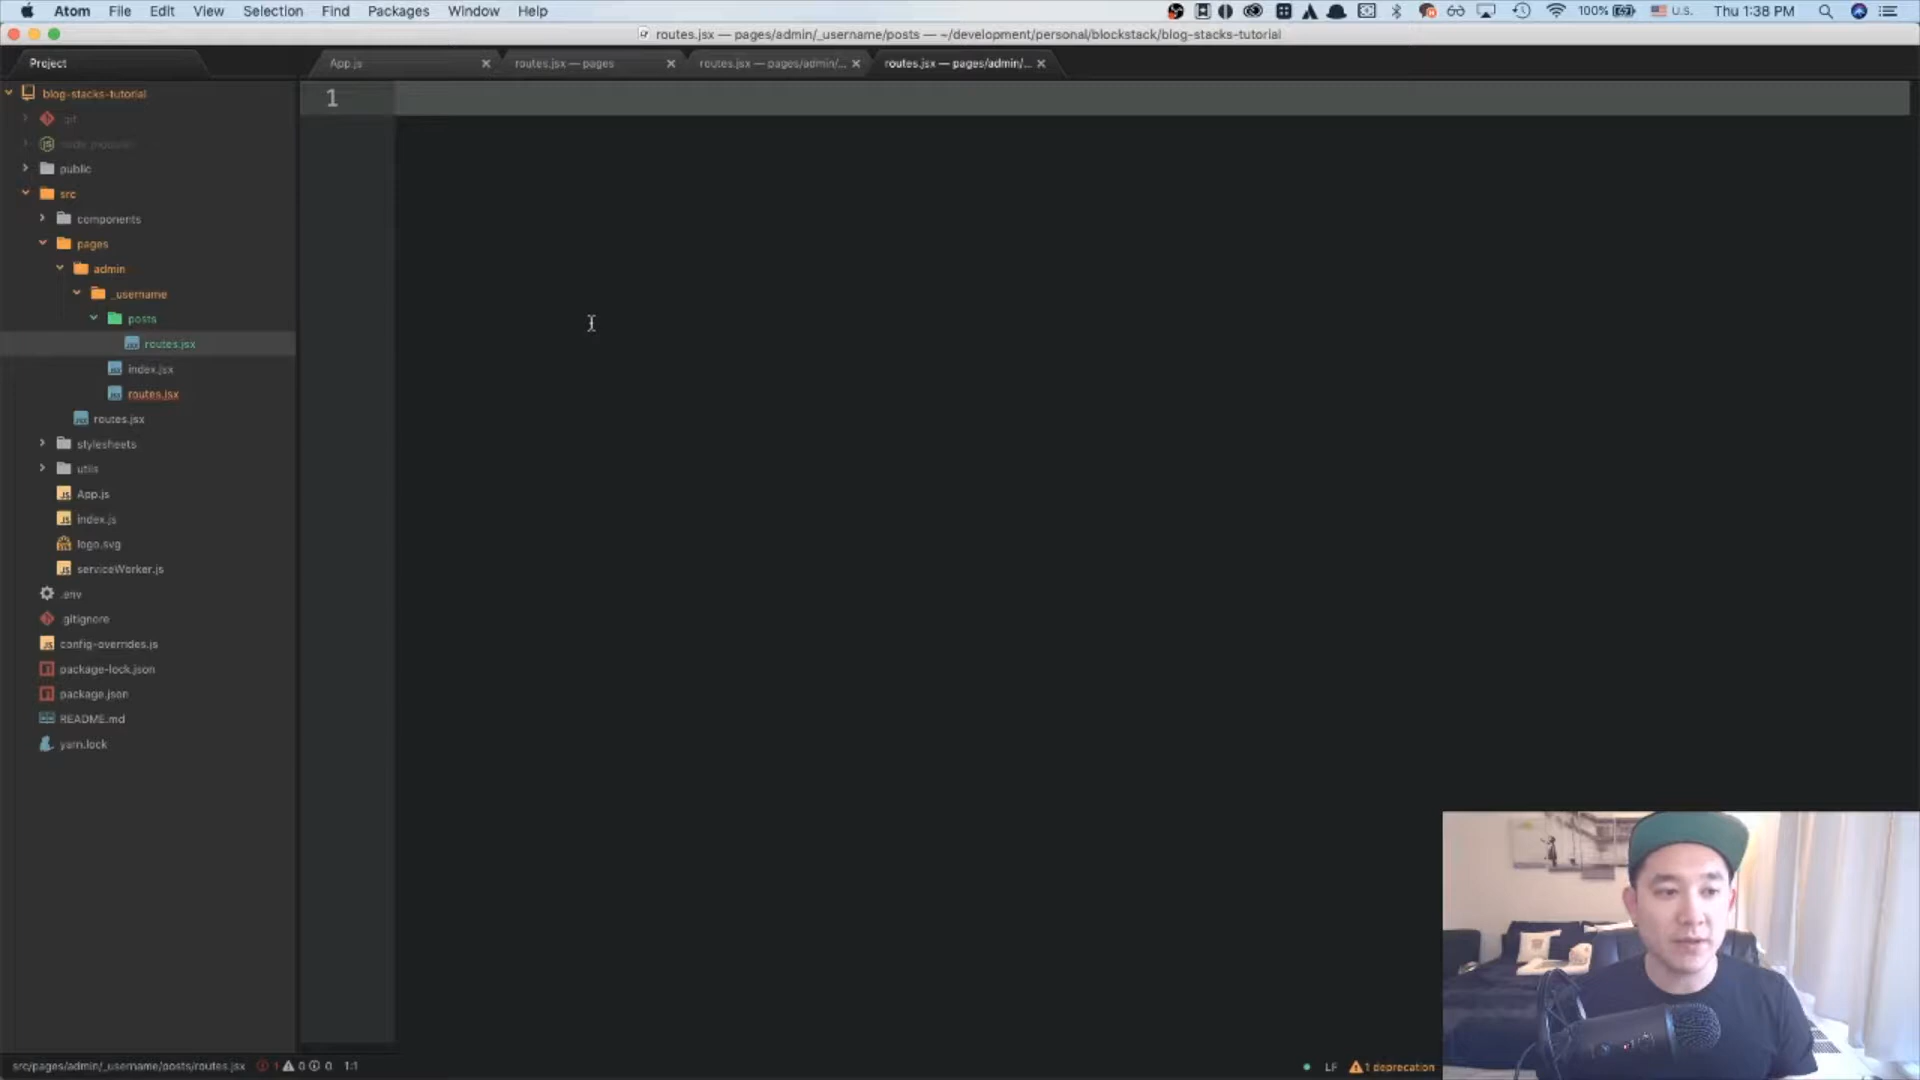 Atom File Edit View Selection Find Packages Window Help 100% U.S. Thu 1:38 PM
routes.jsx — pages/admin/_username/posts — ~/development/personal/blockstack/blog-stacks-tutorial
Project
App.js
routes.jsx — pages
routes.jsx — pages/admin/...
routes.jsx — pages/admin/...
1
blog-stacks-tutorial
.git
node_modules
public
src
components
pages
admin
_username
posts
routes.jsx
index.jsx
routes.jsx
routes.jsx
stylesheets
utils
App.js
index.js
logo.svg
serviceWorker.js
.env
.gitignore
config-overrides.js
package-lock.json
package.json
README.md
yarn.lock
src/pages/admin/_username/posts/routes.jsx 1 0 0 1:1
LF 1 deprecation